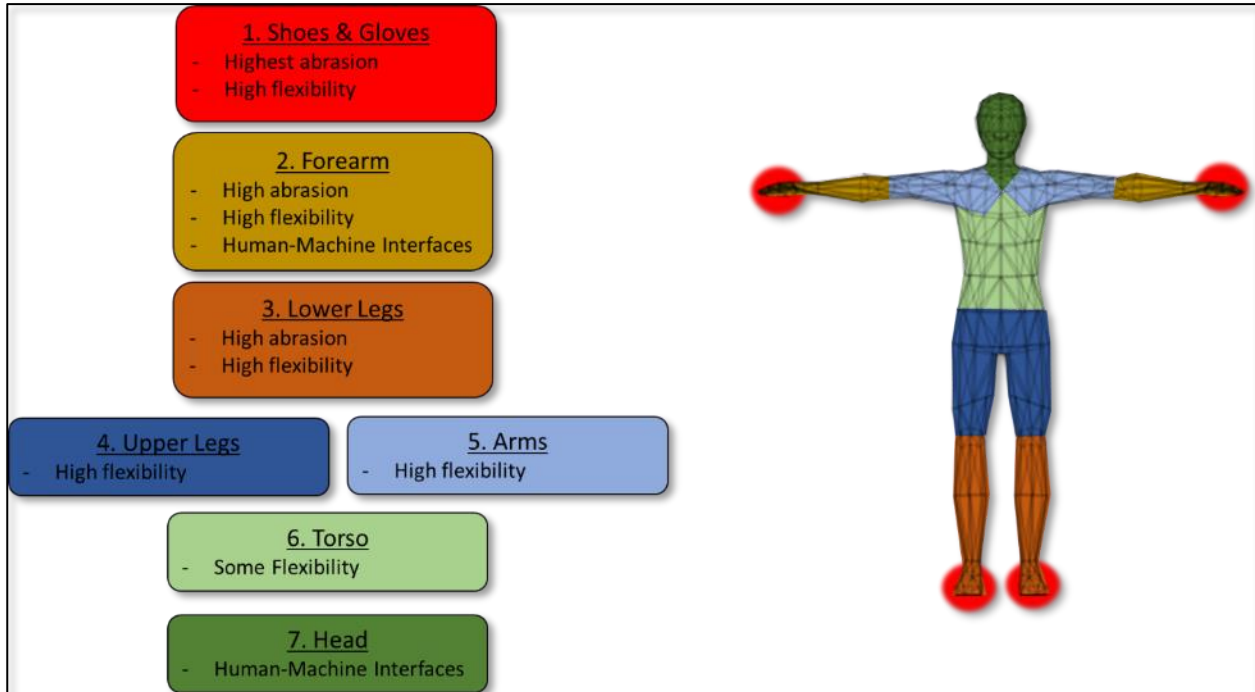 1. Shoes & Gloves
- Highest abrasion
- High flexibility
2. Forearm
- High abrasion
- High flexibility
- Human-Machine Interfaces
3. Lower Legs
- High abrasion
- High flexibility
4. Upper Legs
- High flexibility
5. Arms
- High flexibility
6. Torso
- Some Flexibility
7. Head
- Human-Machine Interfaces